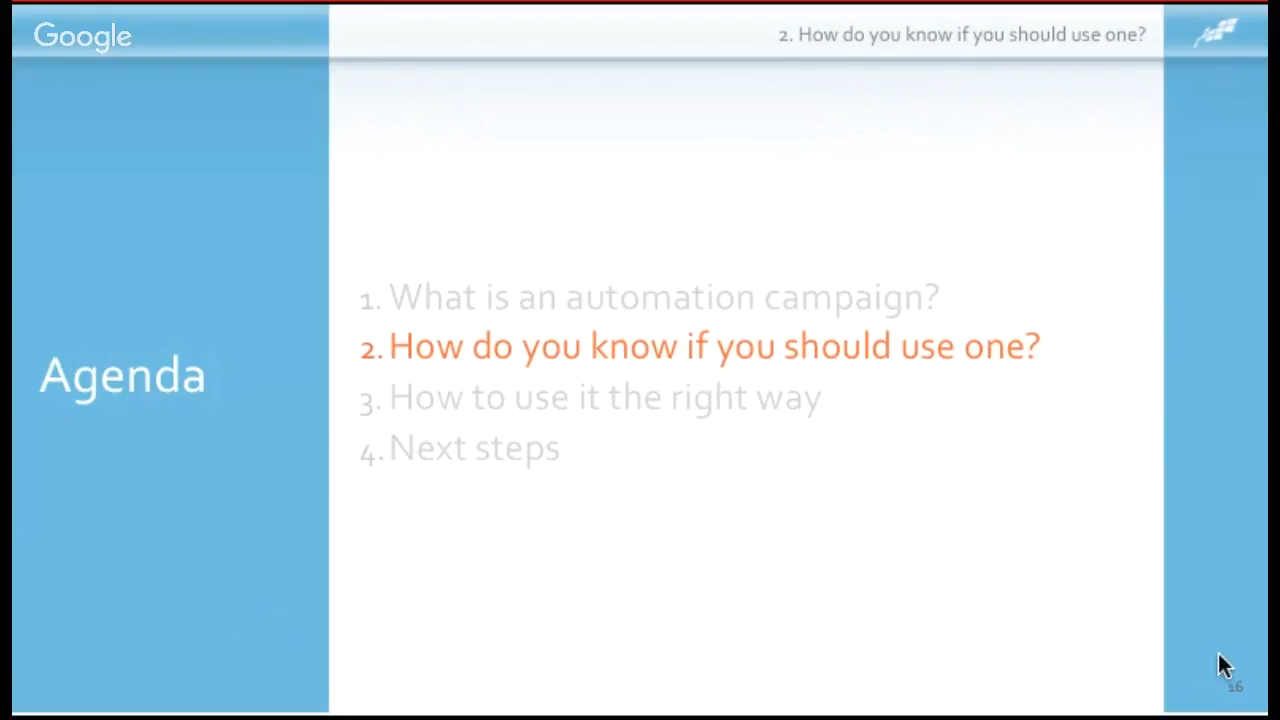 Google
2. How do you know if you should use one?
Agenda
1. What is an automation campaign?
2. How do you know if you should use one?
3. How to use it the right way
4. Next steps
16